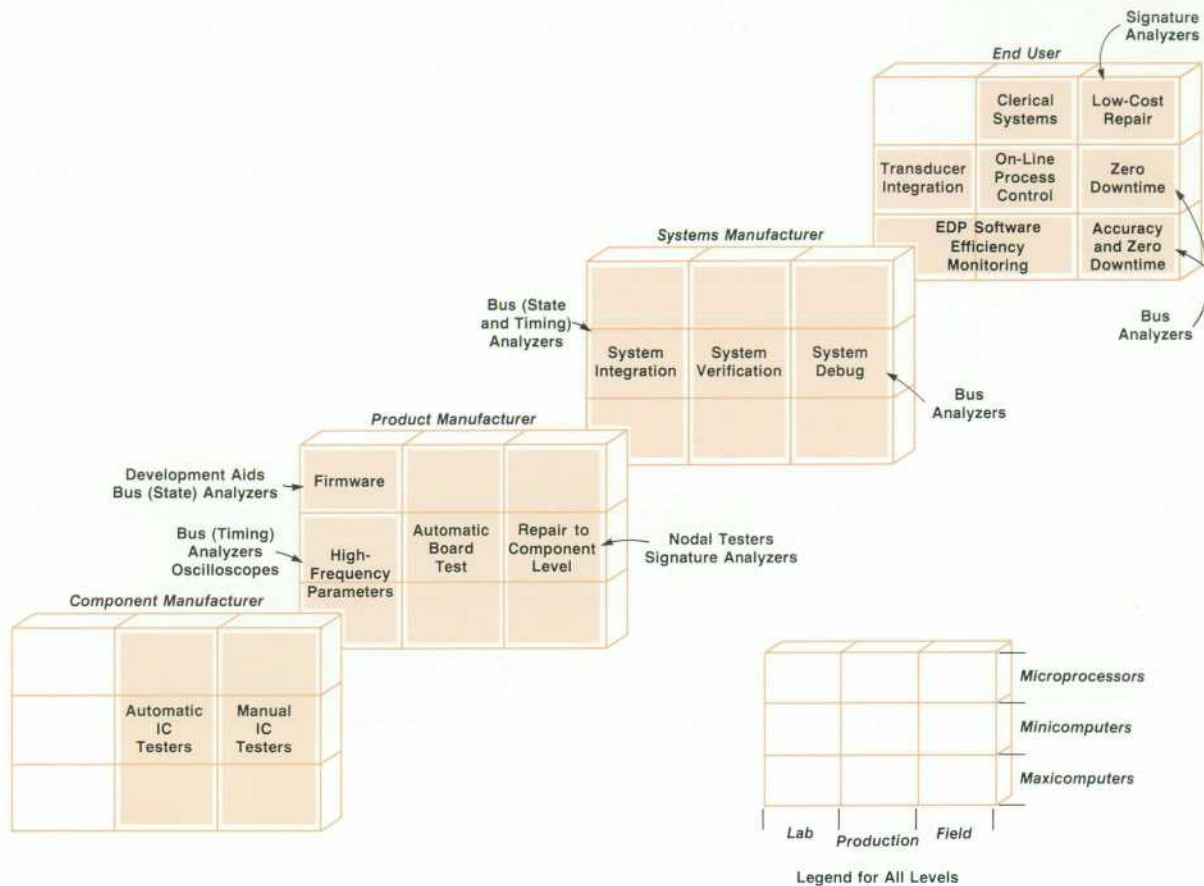 Signature
Analyzers
End User
Clerical
Systems
Low-Cost
Repair
Transducer
Integration
On-Line
Process
Control
Zero
Downtime
EDP Software
Efficiency
Monitoring
Accuracy
and Zero
Downtime
Bus
Analyzers
Systems Manufacturer
Bus (State
and Timing)
Analyzers
System
Integration
System
Verification
System
Debug
Bus
Analyzers
Product Manufacturer
Development Aids
Bus (State) Analyzers
Firmware
Bus (Timing)
Analyzers
Oscilloscopes
High-
Frequency
Parameters
Automatic
Board
Test
Repair to
Component
Level
Nodal Testers
Signature Analyzers
Component Manufacturer
Automatic
IC
Testers
Manual
IC
Testers
Microprocessors
Minicomputers
Maxicomputers
Lab
Production
Field
Legend for All Levels